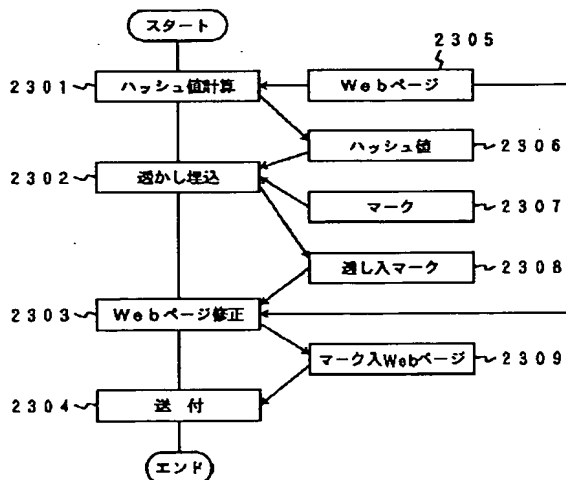 スタート
2305
2301 ハッシュ値計算 Webページ
ハッシュ値 2306
2302 透かし埋込
マーク 2307
透し入マーク 2308
2303 Webページ修正
マーク入Webページ 2309
2304 送 付
エンド